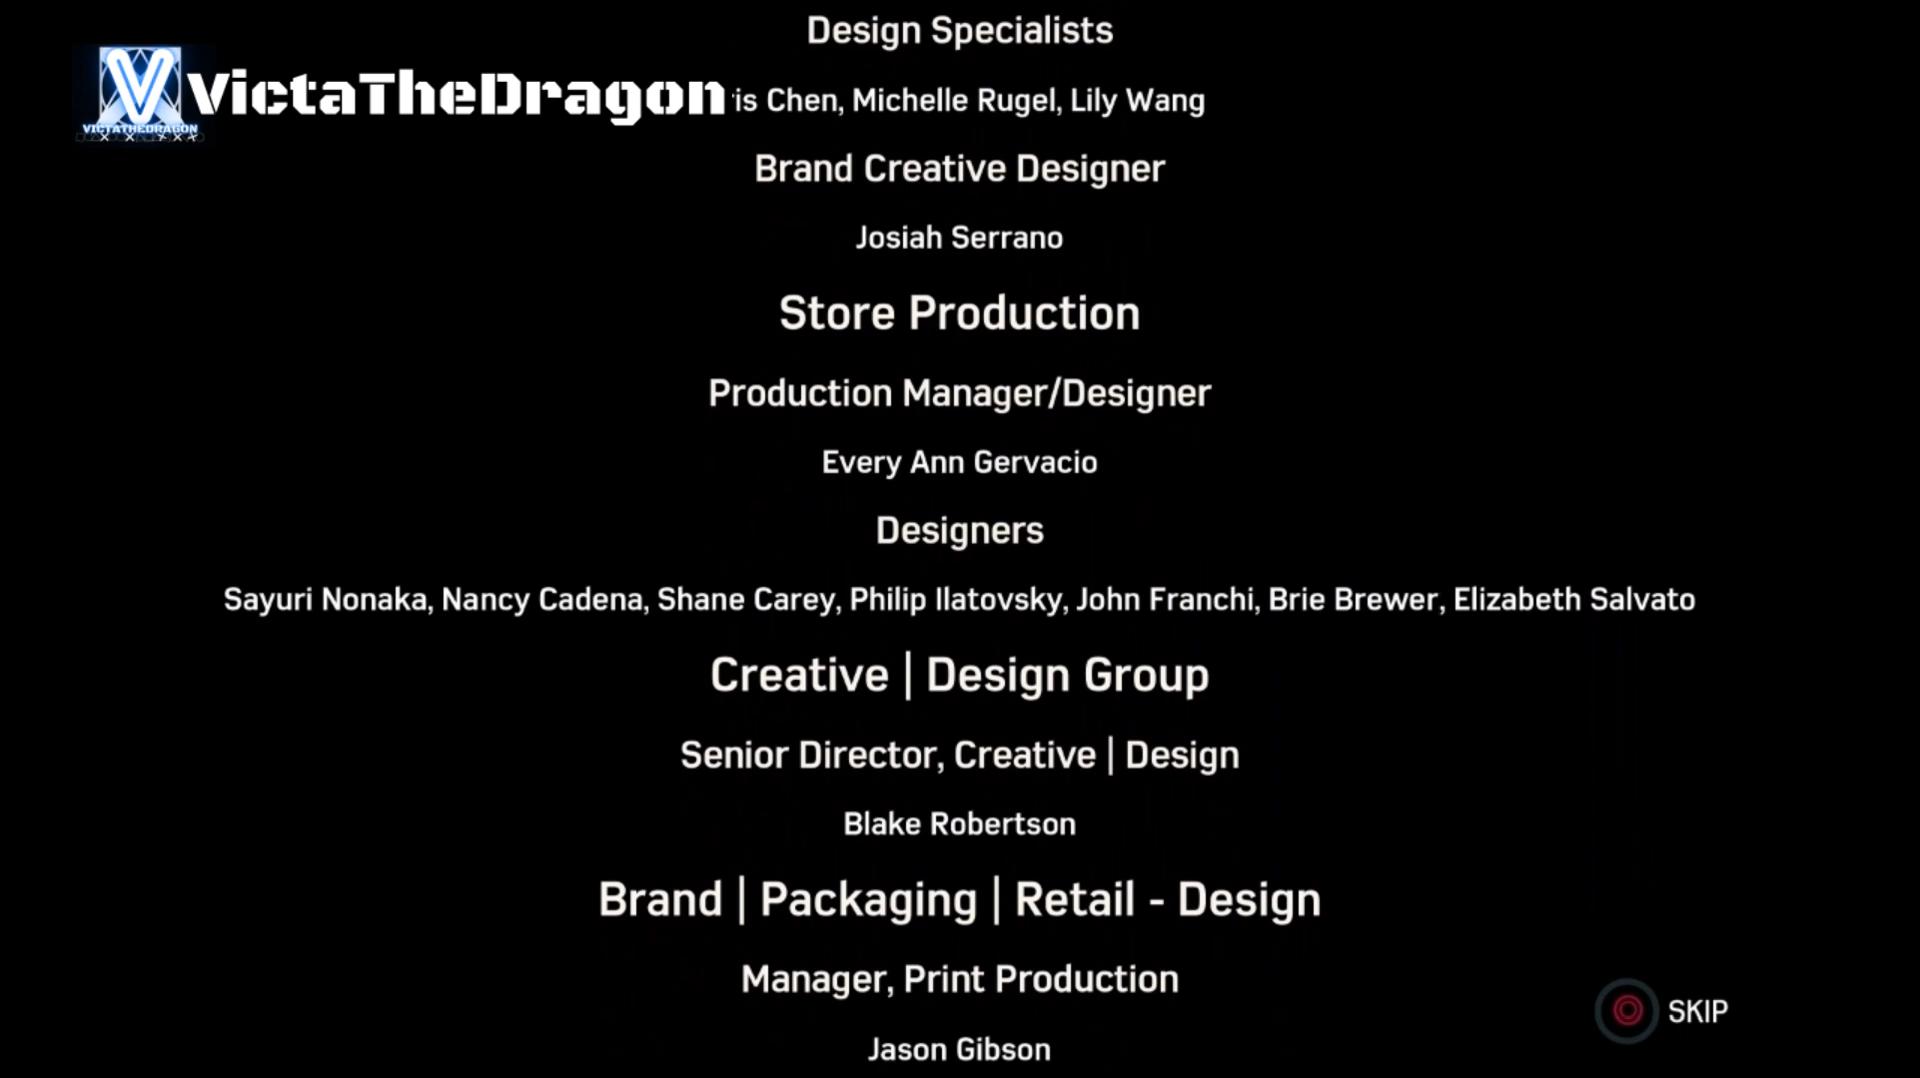 Design Specialists
VictaTheDragon
VICTATHEDRAGON
Chen, Michelle Rugel, Lily Wang
Brand Creative Designer
Josiah Serrano
Store Production
Production Manager/Designer
Every Ann Gervacio
Designers
Sayuri Nonaka, Nancy Cadena, Shane Carey, Philip Ilatovsky, John Franchi, Brie Brewer, Elizabeth Salvato
Creative | Design Group
Senior Director, Creative | Design
Blake Robertson
Brand | Packaging | Retail - Design
Manager, Print Production
SKIP
Jason Gibson